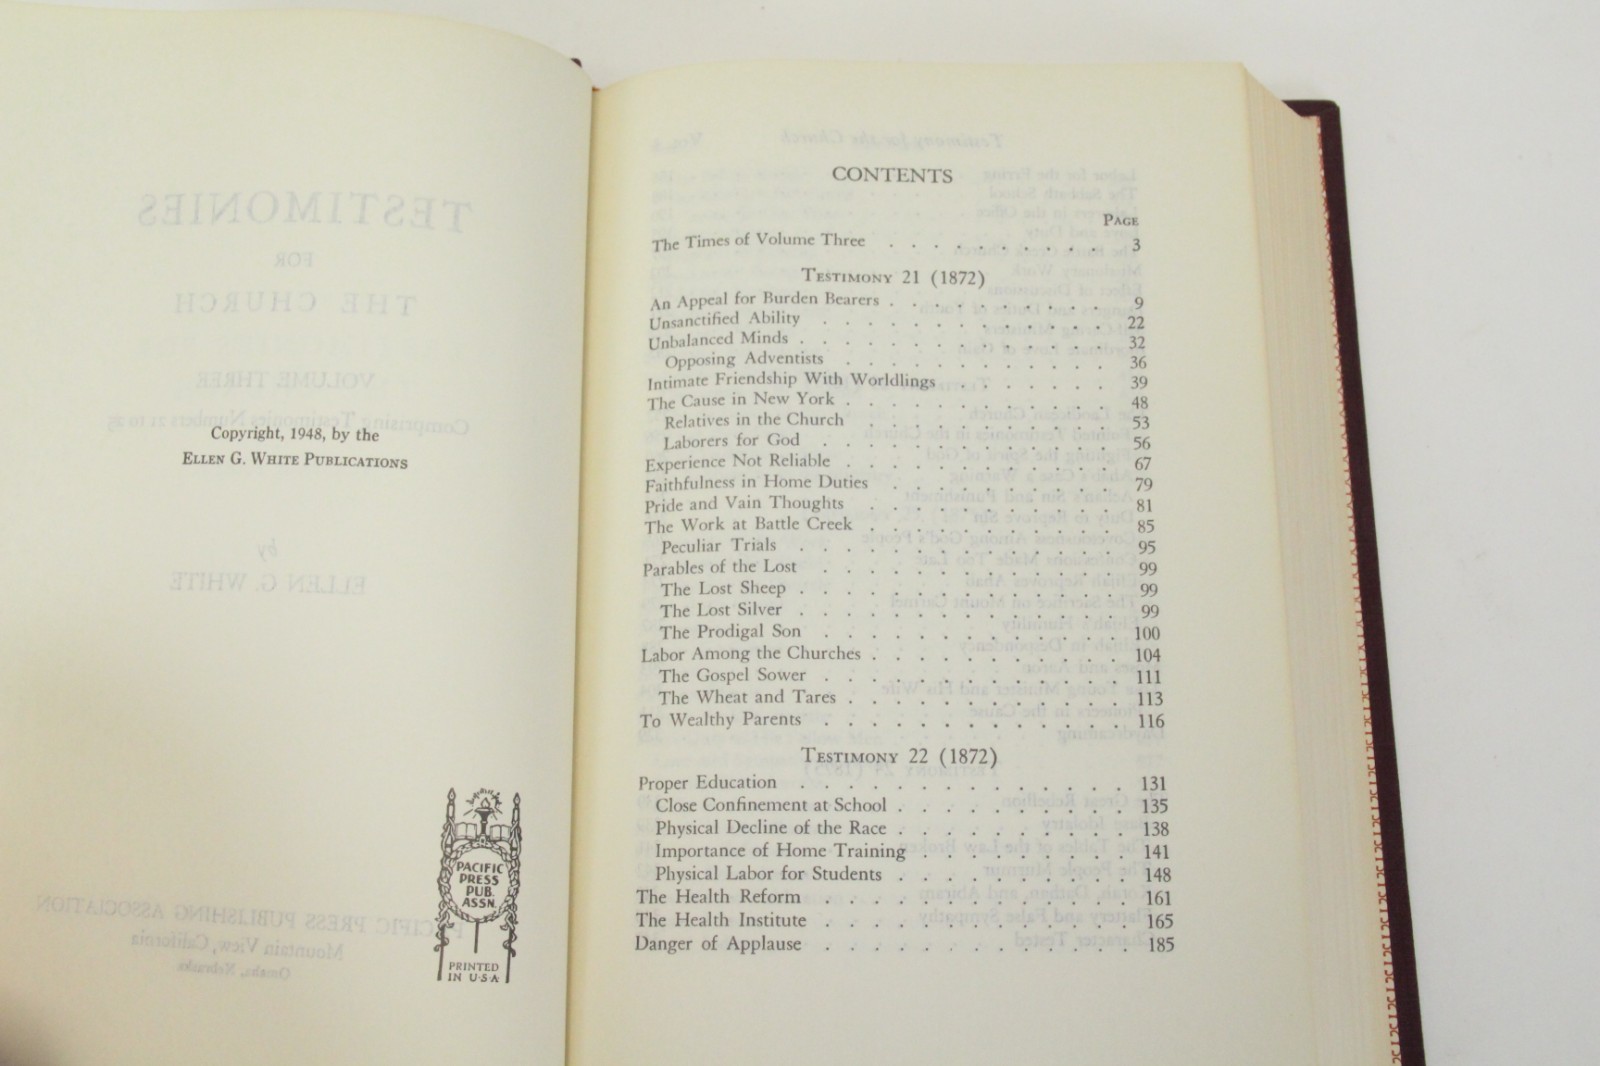 Copyright, 1948, by the
ELLEN G. WHITE PUBLICATIONS
PACIFIC
PRESS
PUB.
ASSN.
PRINTED
IN U·S·A
CONTENTS
PAGE
The Times of Volume Three . . . . . . . . . . 3
TESTIMONY 21 (1872)
An Appeal for Burden Bearers . . . . . . . . . . 9
Unsanctified Ability . . . . . . . . . . . . . 22
Unbalanced Minds . . . . . . . . . . . . . . 32
Opposing Adventists . . . . . . . . . . . . 36
Intimate Friendship With Worldlings . . . . . . . 39
The Cause in New York . . . . . . . . . . . . 48
Relatives in the Church . . . . . . . . . . . 53
Laborers for God . . . . . . . . . . . . . 56
Experience Not Reliable . . . . . . . . . . . . 67
Faithfulness in Home Duties . . . . . . . . . . 79
Pride and Vain Thoughts . . . . . . . . . . . 81
The Work at Battle Creek . . . . . . . . . . . 85
Peculiar Trials . . . . . . . . . . . . . . 95
Parables of the Lost . . . . . . . . . . . . . 99
The Lost Sheep . . . . . . . . . . . . . . 99
The Lost Silver . . . . . . . . . . . . . . 99
The Prodigal Son . . . . . . . . . . . . . 100
Labor Among the Churches . . . . . . . . . . . 104
The Gospel Sower . . . . . . . . . . . . . 111
The Wheat and Tares . . . . . . . . . . . . 113
To Wealthy Parents . . . . . . . . . . . . . 116
TESTIMONY 22 (1872)
Proper Education . . . . . . . . . . . . . . 131
Close Confinement at School . . . . . . . . . . 135
Physical Decline of the Race . . . . . . . . . . 138
Importance of Home Training . . . . . . . . . 141
Physical Labor for Students . . . . . . . . . . 148
The Health Reform . . . . . . . . . . . . . 161
The Health Institute . . . . . . . . . . . . . 165
Danger of Applause . . . . . . . . . . . . . 185